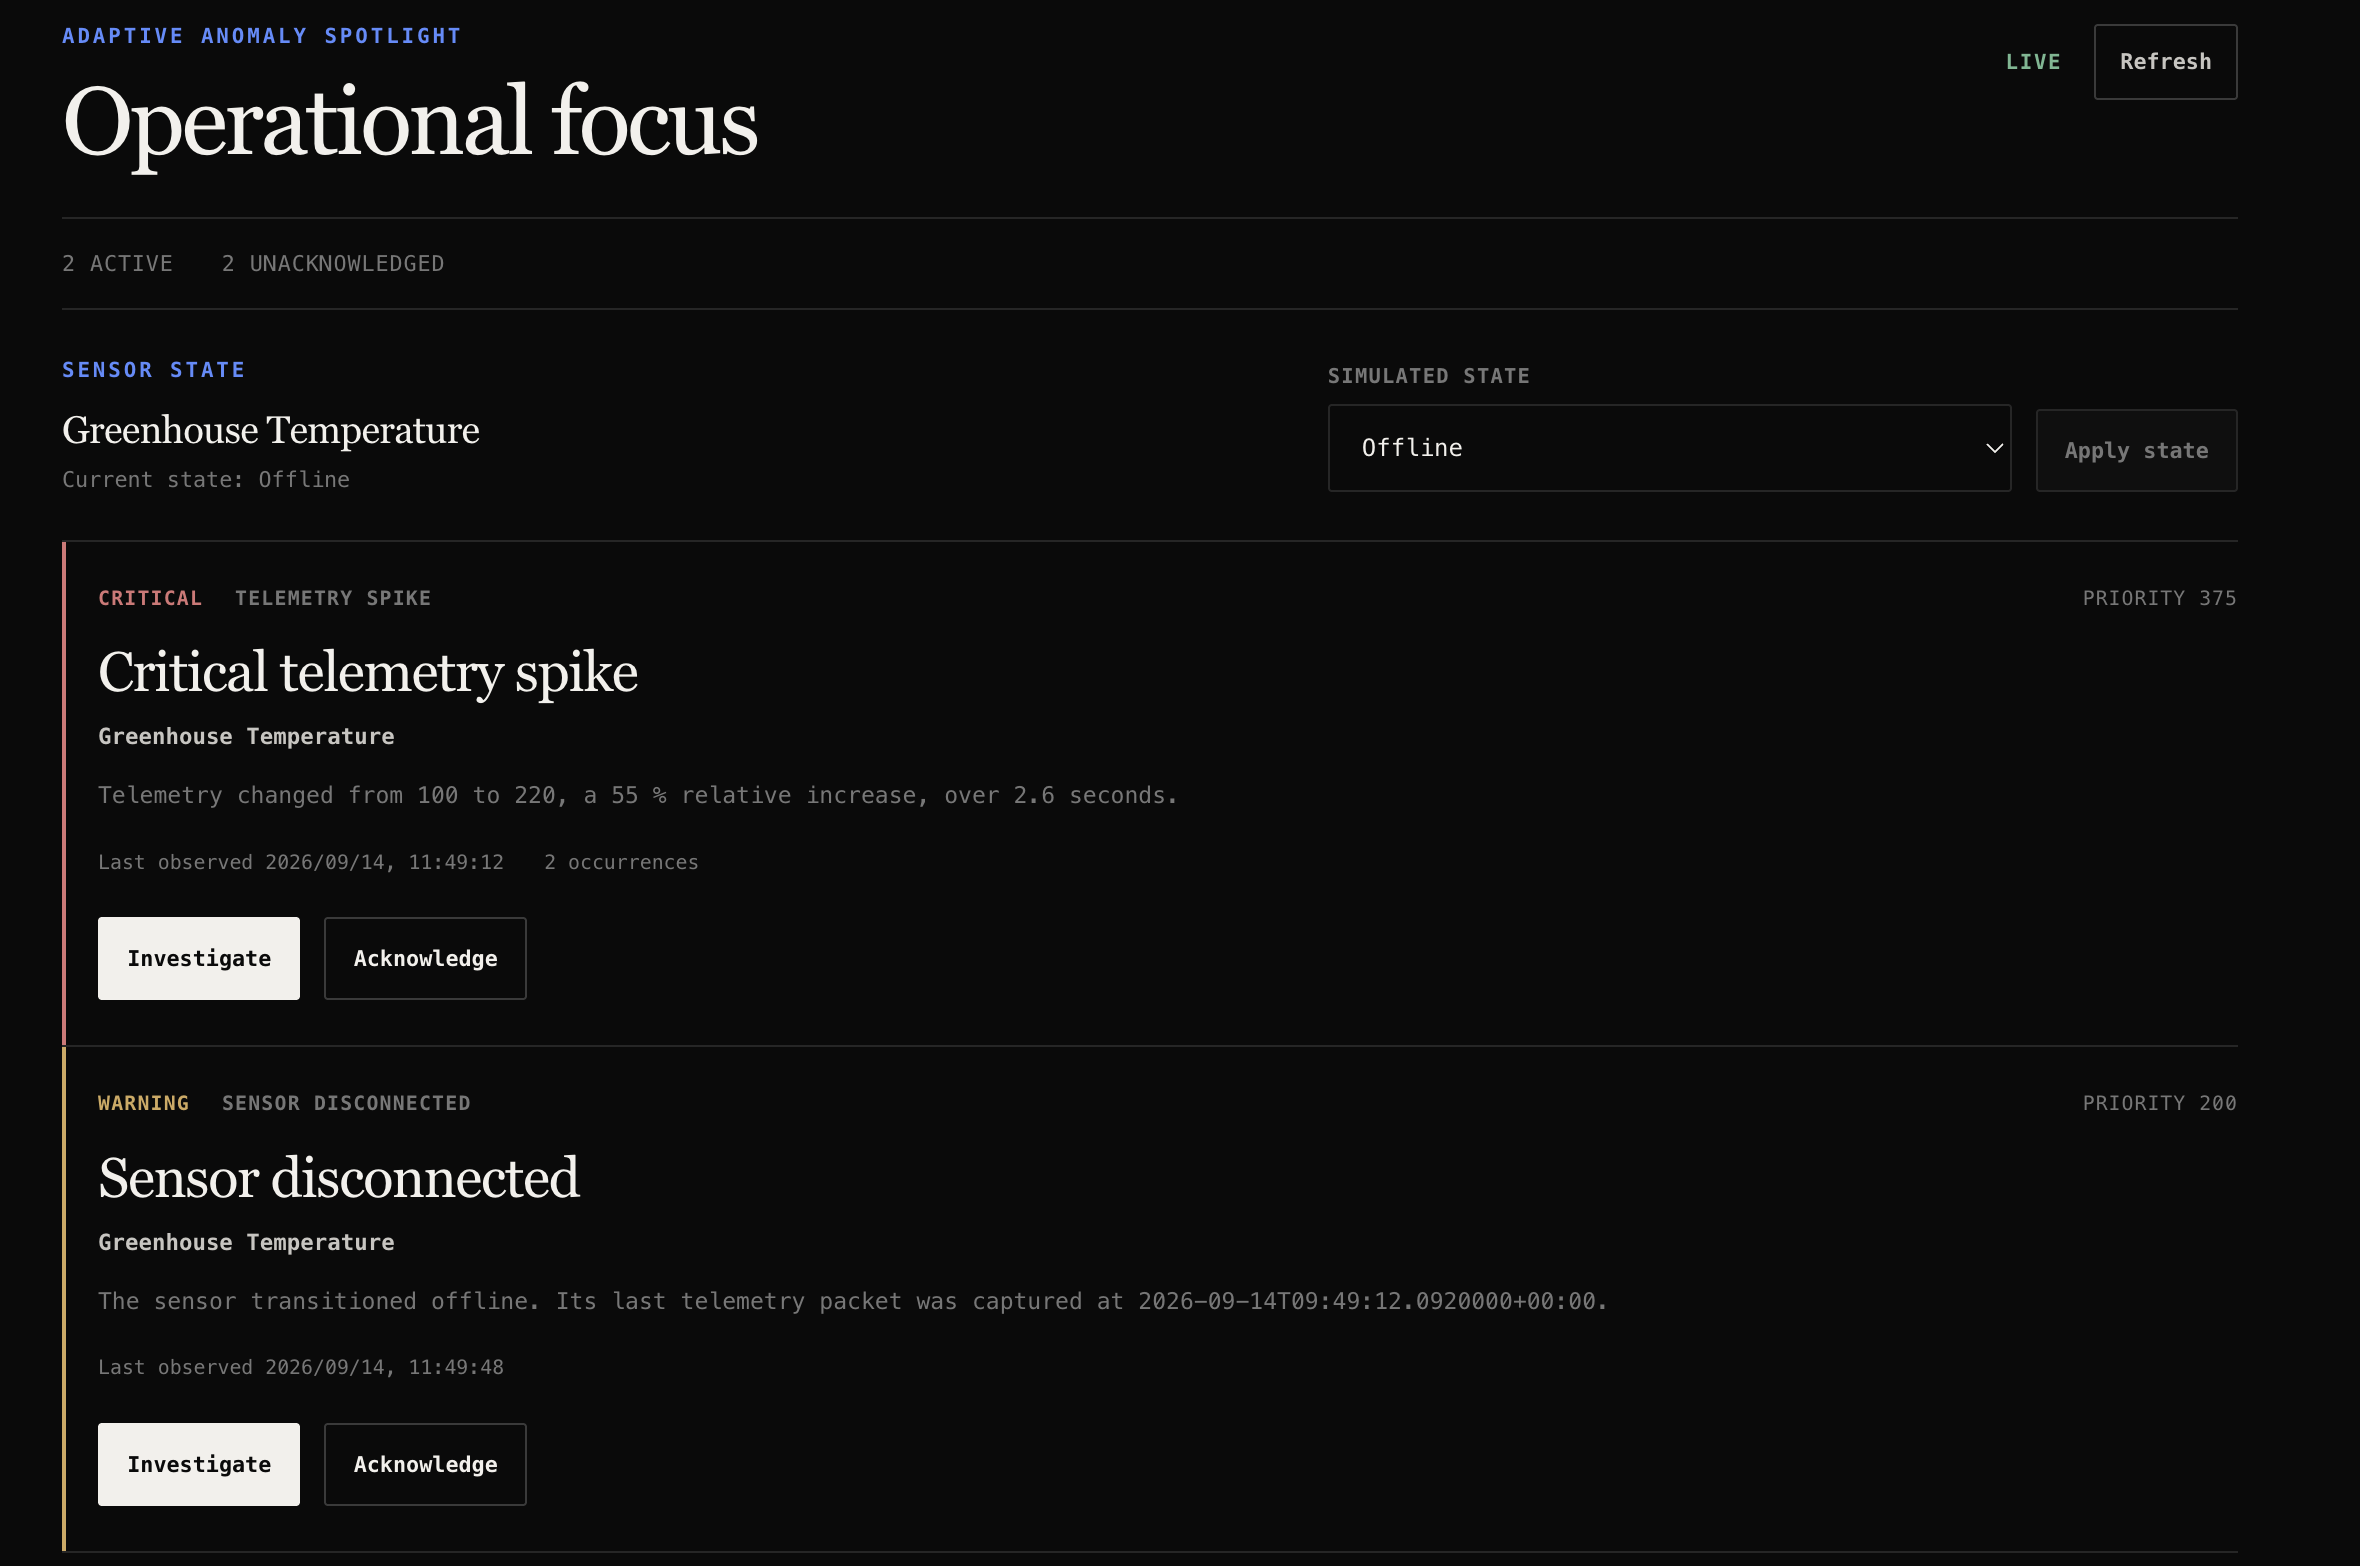 ADAPTIVE ANOMALY SPOTLIGHT
Operational focus
LIVE
Refresh
2 ACTIVE 2 UNACKNOWLEDGED
SENSOR STATE
Greenhouse Temperature
Current state: Offline
SIMULATED STATE
Offline
Apply state
CRITICAL TELEMETRY SPIKE
PRIORITY 375
Critical telemetry spike
Greenhouse Temperature
Telemetry changed from 100 to 220, a 55 % relative increase, over 2.6 seconds.
Last observed 2026/09/14, 11:49:12 2 occurrences
Investigate
Acknowledge
WARNING SENSOR DISCONNECTED
PRIORITY 200
Sensor disconnected
Greenhouse Temperature
The sensor transitioned offline. Its last telemetry packet was captured at 2026-09-14T09:49:12.0920000+00:00.
Last observed 2026/09/14, 11:49:48
Investigate
Acknowledge